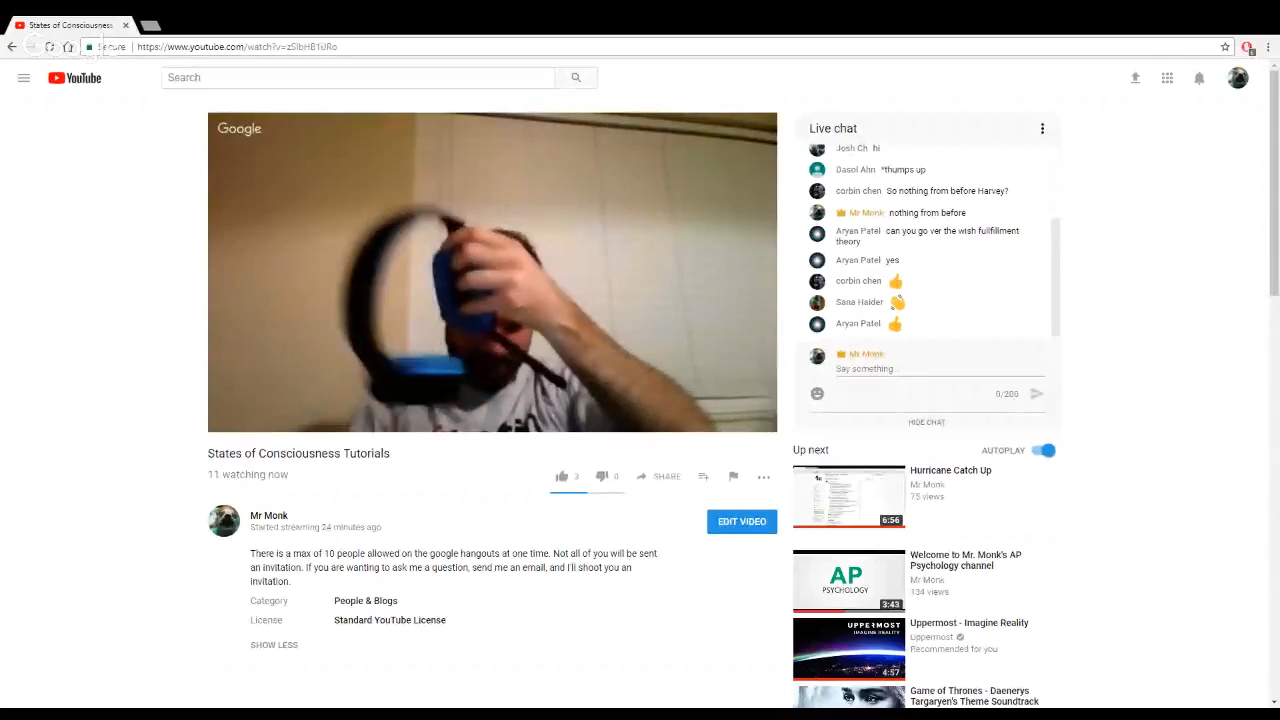 States of Consciousness
Secure
https://www.youtube.com/watch?v=
YouTube
Search
Google
Live chat
Josh Ch hi
Dasol Ahn *thumps up
corbin chen So nothing from before Harvey?
Mr Monk nothing from before
Aryan Patel can you go ver the wish fullfillment
theory
Aryan Patel yes
corbin chen 👍
Sana Haider 👏
Aryan Patel 👍
Mr Monk
Say something...
0/200
HIDE CHAT
States of Consciousness Tutorials
11 watching now
3
0
SHARE
Mr Monk
Started streaming 24 minutes ago
EDIT VIDEO
There is a max of 10 people allowed on the google hangouts at one time. Not all of you will be sent
an invitation. If you are wanting to ask me a question, send me an email, and I'll shoot you an
invitation.
Category People & Blogs
License Standard YouTube License
SHOW LESS
Up next
AUTOPLAY
Hurricane Catch Up
Mr Monk
75 views
6:56
Welcome to Mr. Monk's AP
Psychology channel
Mr Monk
134 views
AP
PSYCHOLOGY
3:43
Uppermost - Imagine Reality
Uppermost
Recommended for you
UPPERMOST
IMAGINE REALITY
4:57
Game of Thrones - Daenerys
Targaryen's Theme Soundtrack